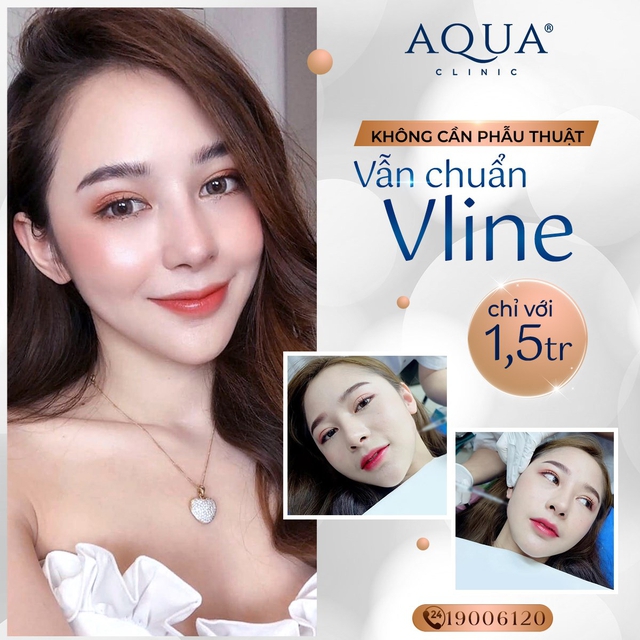 AQUA®
CLINIC
KHÔNG CẦN PHẪU THUẬT
Vẫn chuẩn
Vline
chỉ với
1,5tr
24
19006120